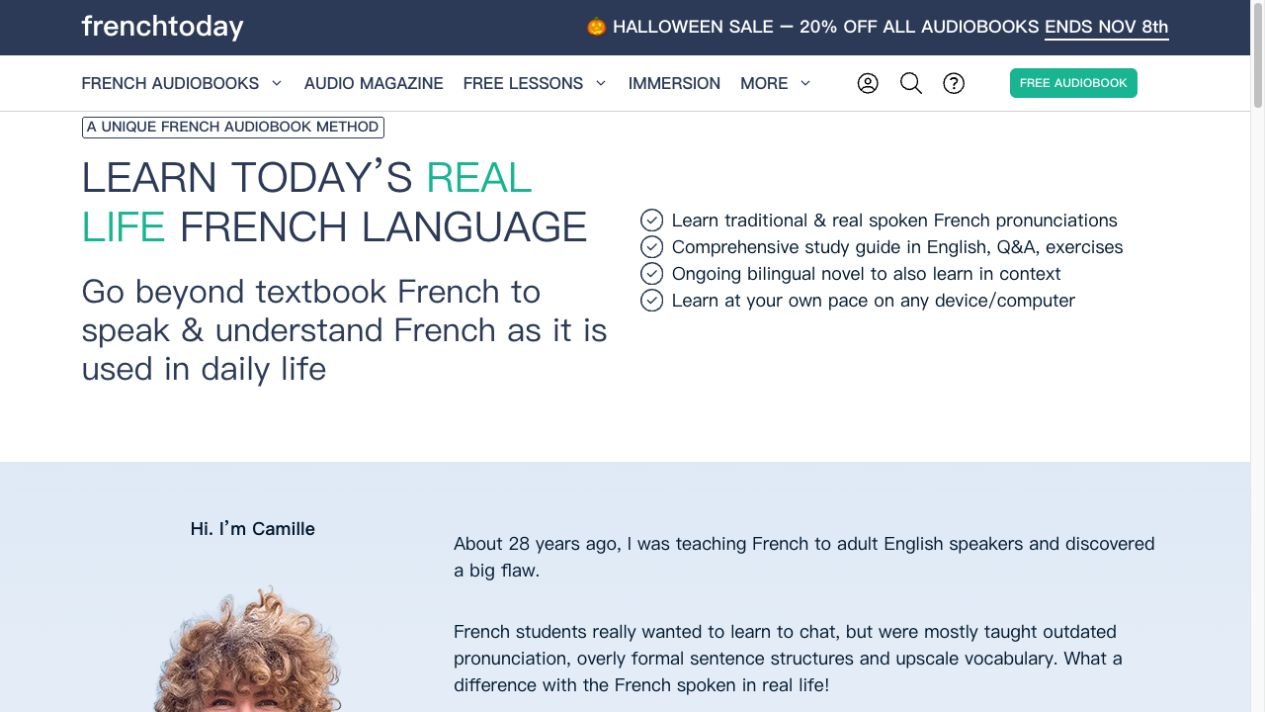 frenchtoday
🎃 HALLOWEEN SALE — 20% OFF ALL AUDIOBOOKS ENDS NOV 8th
FRENCH AUDIOBOOKS
AUDIO MAGAZINE
FREE LESSONS
IMMERSION
MORE
FREE AUDIOBOOK
A UNIQUE FRENCH AUDIOBOOK METHOD
LEARN TODAY’S REAL
LIFE FRENCH LANGUAGE
Go beyond textbook French to
speak & understand French as it is
used in daily life
Learn traditional & real spoken French pronunciations
Comprehensive study guide in English, Q&A, exercises
Ongoing bilingual novel to also learn in context
Learn at your own pace on any device/computer
Hi. I’m Camille
About 28 years ago, I was teaching French to adult English speakers and discovered
a big flaw.
French students really wanted to learn to chat, but were mostly taught outdated
pronunciation, overly formal sentence structures and upscale vocabulary. What a
difference with the French spoken in real life!